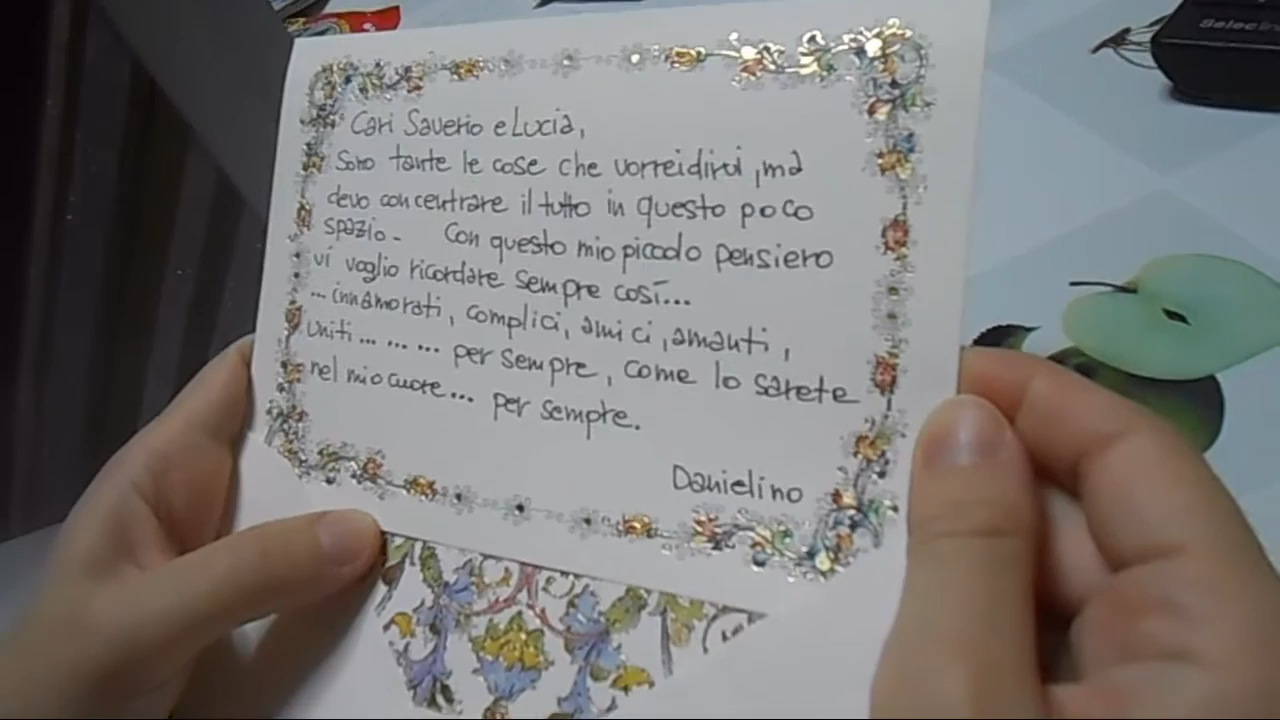 Cari Saverio e Lucia,
Sono tante le cose che vorrei dirvi, ma
devo concentrare il tutto in questo poco
spazio. Con questo mio piccolo pensiero
vi voglio ricordare sempre così...
...innamorati, complici, amici, amanti,
uniti... ... ... per sempre, come lo sarete
nel mio cuore... per sempre.
Danielino